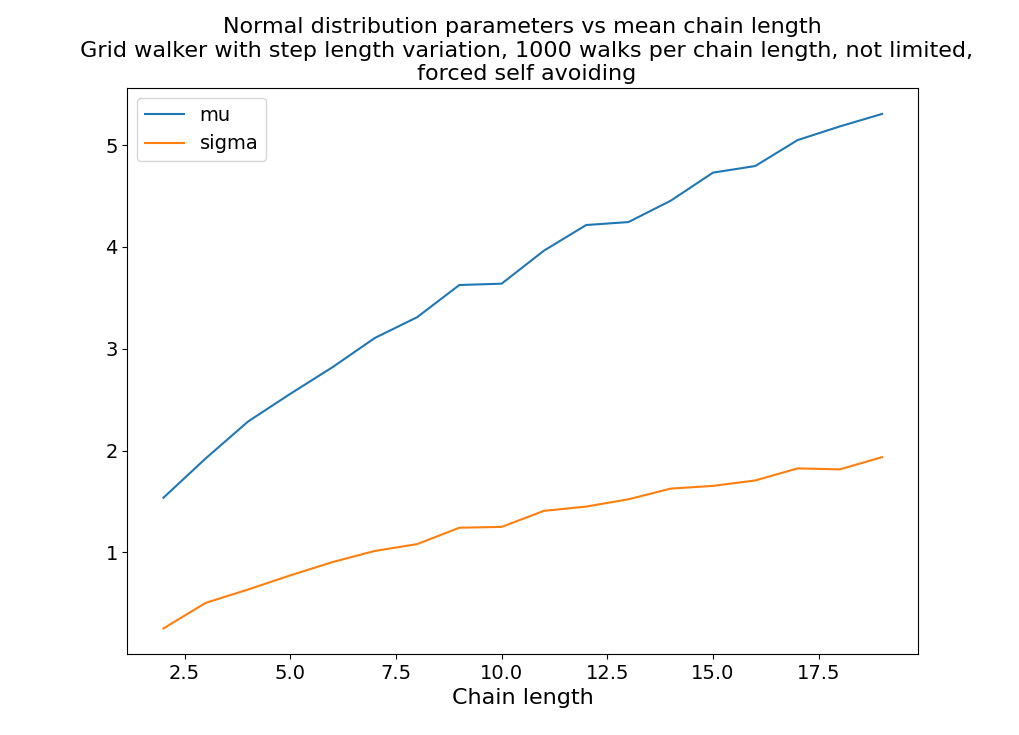 Normal distribution parameters vs mean chain length
Grid walker with step length variation, 1000 walks per chain length, not limited,
forced self avoiding
mu
sigma
5
4
3
2
1
2.5 5.0 7.5 10.0 12.5 15.0 17.5
Chain length